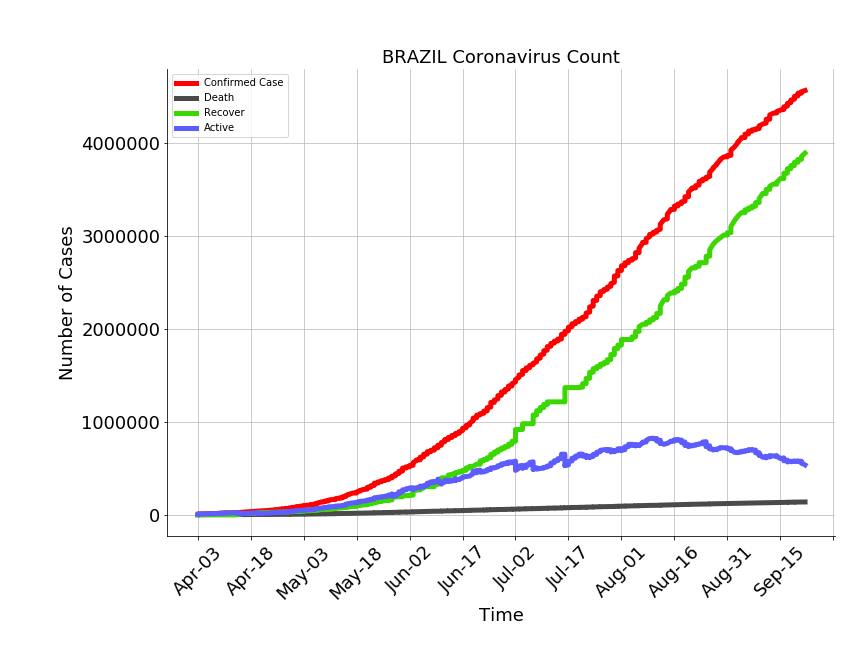 BRAZIL Coronavirus Count
Confirmed Case
Death
Recover
Active
Number of Cases
4000000
3000000
2000000
1000000
0
Apr-03
Apr-18
May-03
May-18
Jun-02
Jun-17
Jul-02
Jul-17
Aug-01
Aug-16
Aug-31
Sep-15
Time